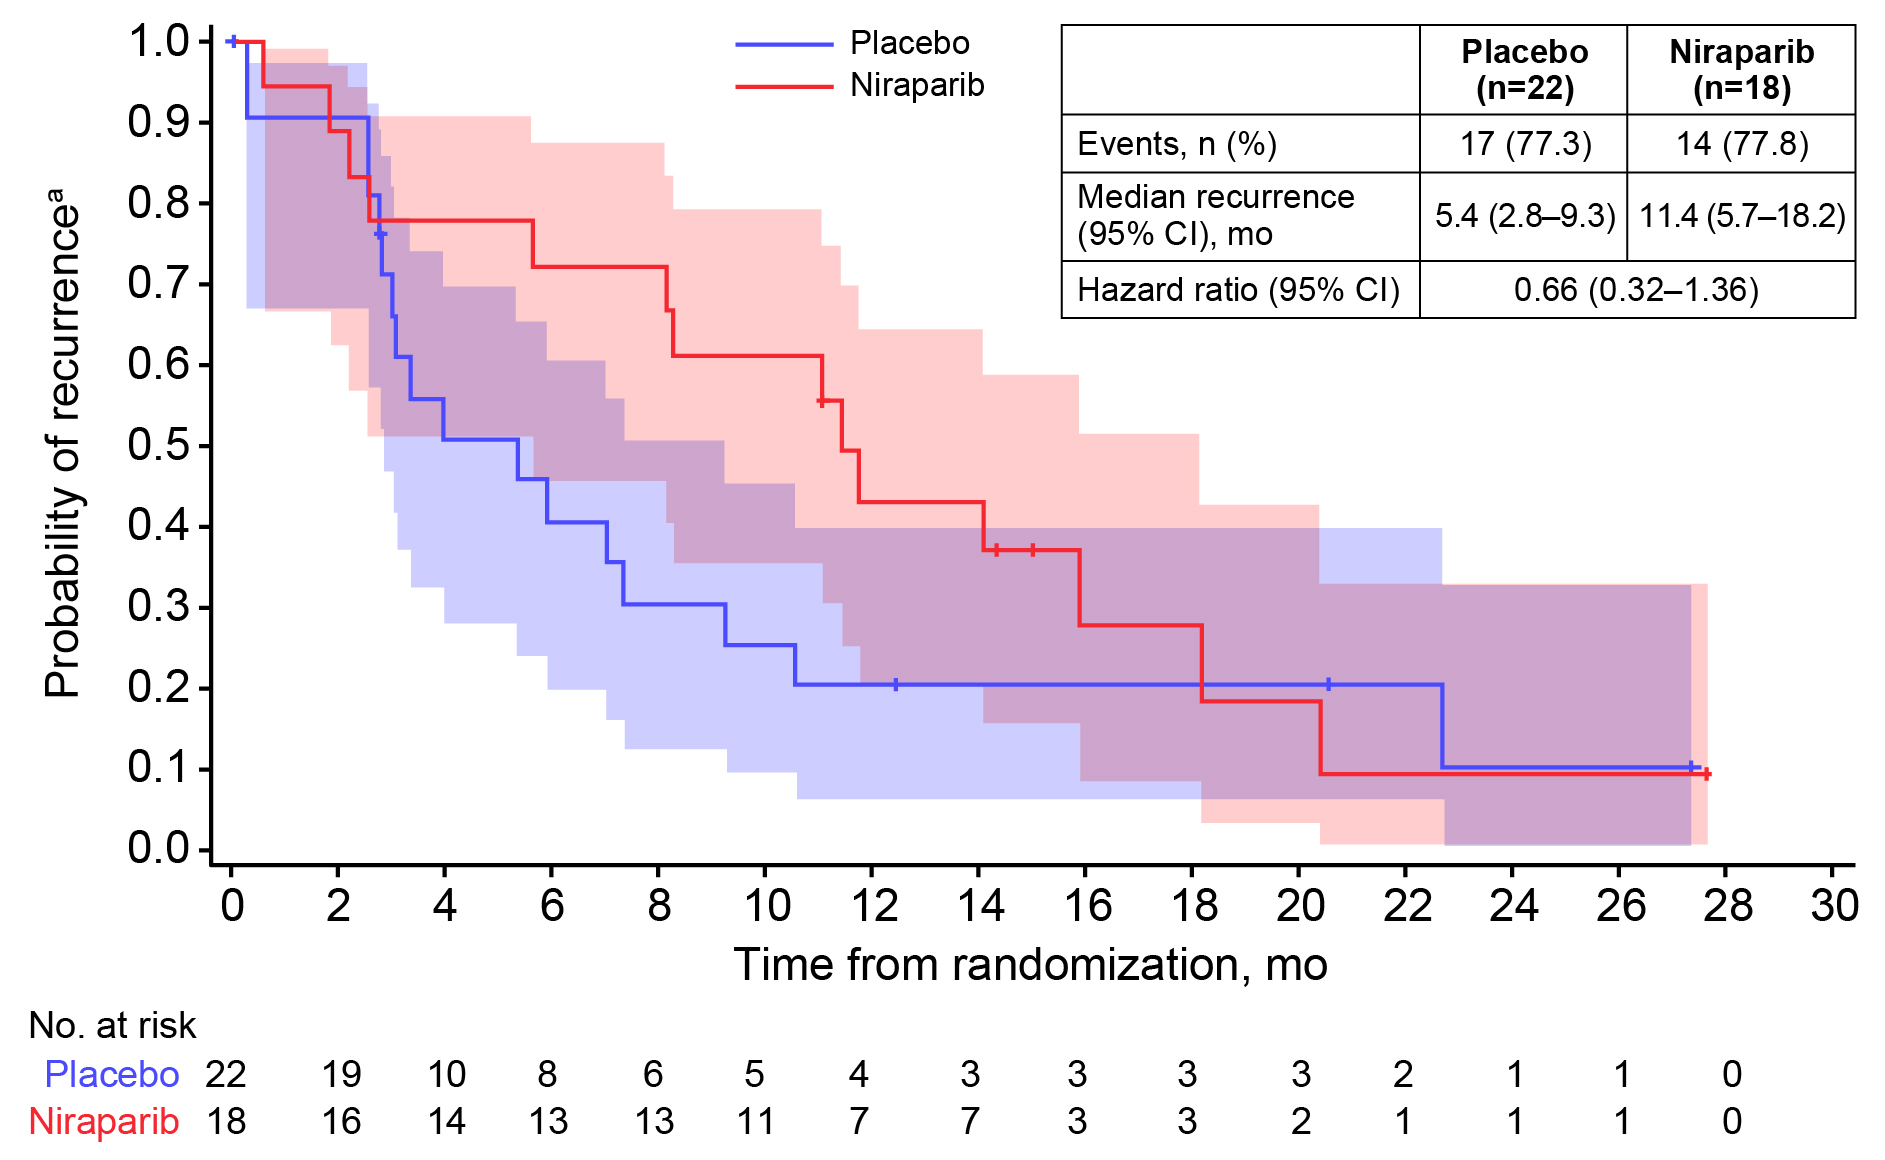 Placebo
Niraparib
Placebo Niraparib
(n=22) (n=18)
Events, n (%) 17 (77.3) 14 (77.8)
Median recurrence
(95% CI), mo 5.4 (2.8–9.3) 11.4 (5.7–18.2)
Hazard ratio (95% CI) 0.66 (0.32–1.36)
Probability of recurrenceᵃ
1.0
0.9
0.8
0.7
0.6
0.5
0.4
0.3
0.2
0.1
0.0
0 2 4 6 8 10 12 14 16 18 20 22 24 26 28 30
Time from randomization, mo
No. at risk
Placebo 22 19 10 8 6 5 4 3 3 3 3 2 1 1 0
Niraparib 18 16 14 13 13 11 7 7 3 3 2 1 1 1 0